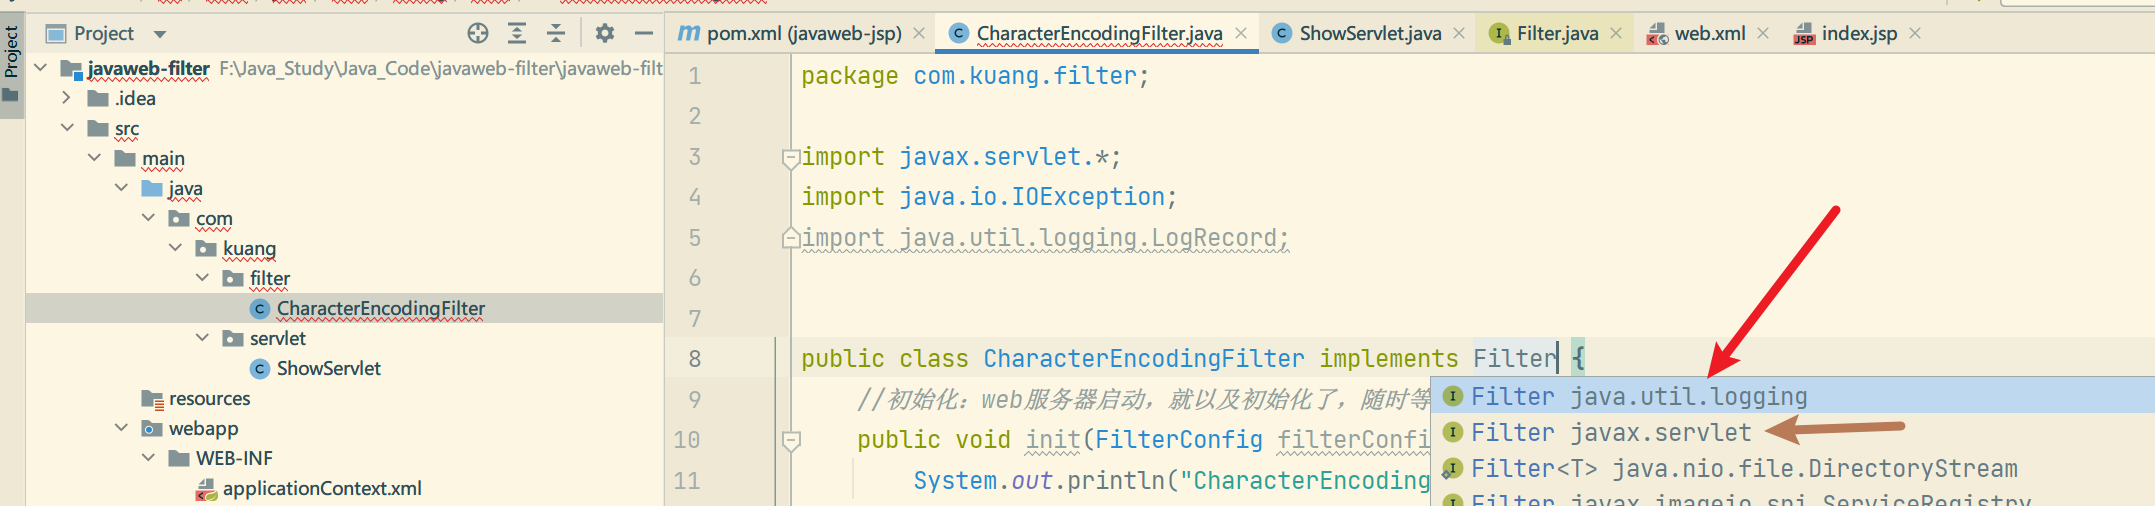 Project
Project
javaweb-filter F:\Java_Study\Java_Code\javaweb-filter\javaweb-filt
.idea
src
main
java
com
kuang
filter
CharacterEncodingFilter
servlet
ShowServlet
resources
webapp
WEB-INF
applicationContext.xml
pom.xml (javaweb-jsp) CharacterEncodingFilter.java ShowServlet.java Filter.java web.xml index.jsp
1 package com.kuang.filter;
2
3 import javax.servlet.*;
4 import java.io.IOException;
5 import java.util.logging.LogRecord;
6
7
8 public class CharacterEncodingFilter implements Filter {
9 //初始化：web服务器启动，就以及初始化了，随时等
10 public void init(FilterConfig filterConfi
11 System.out.println("CharacterEncoding
Filter java.util.logging
Filter javax.servlet
Filter<T> java.nio.file.DirectoryStream
Filter javax.imageio.spi.ServiceRegistry